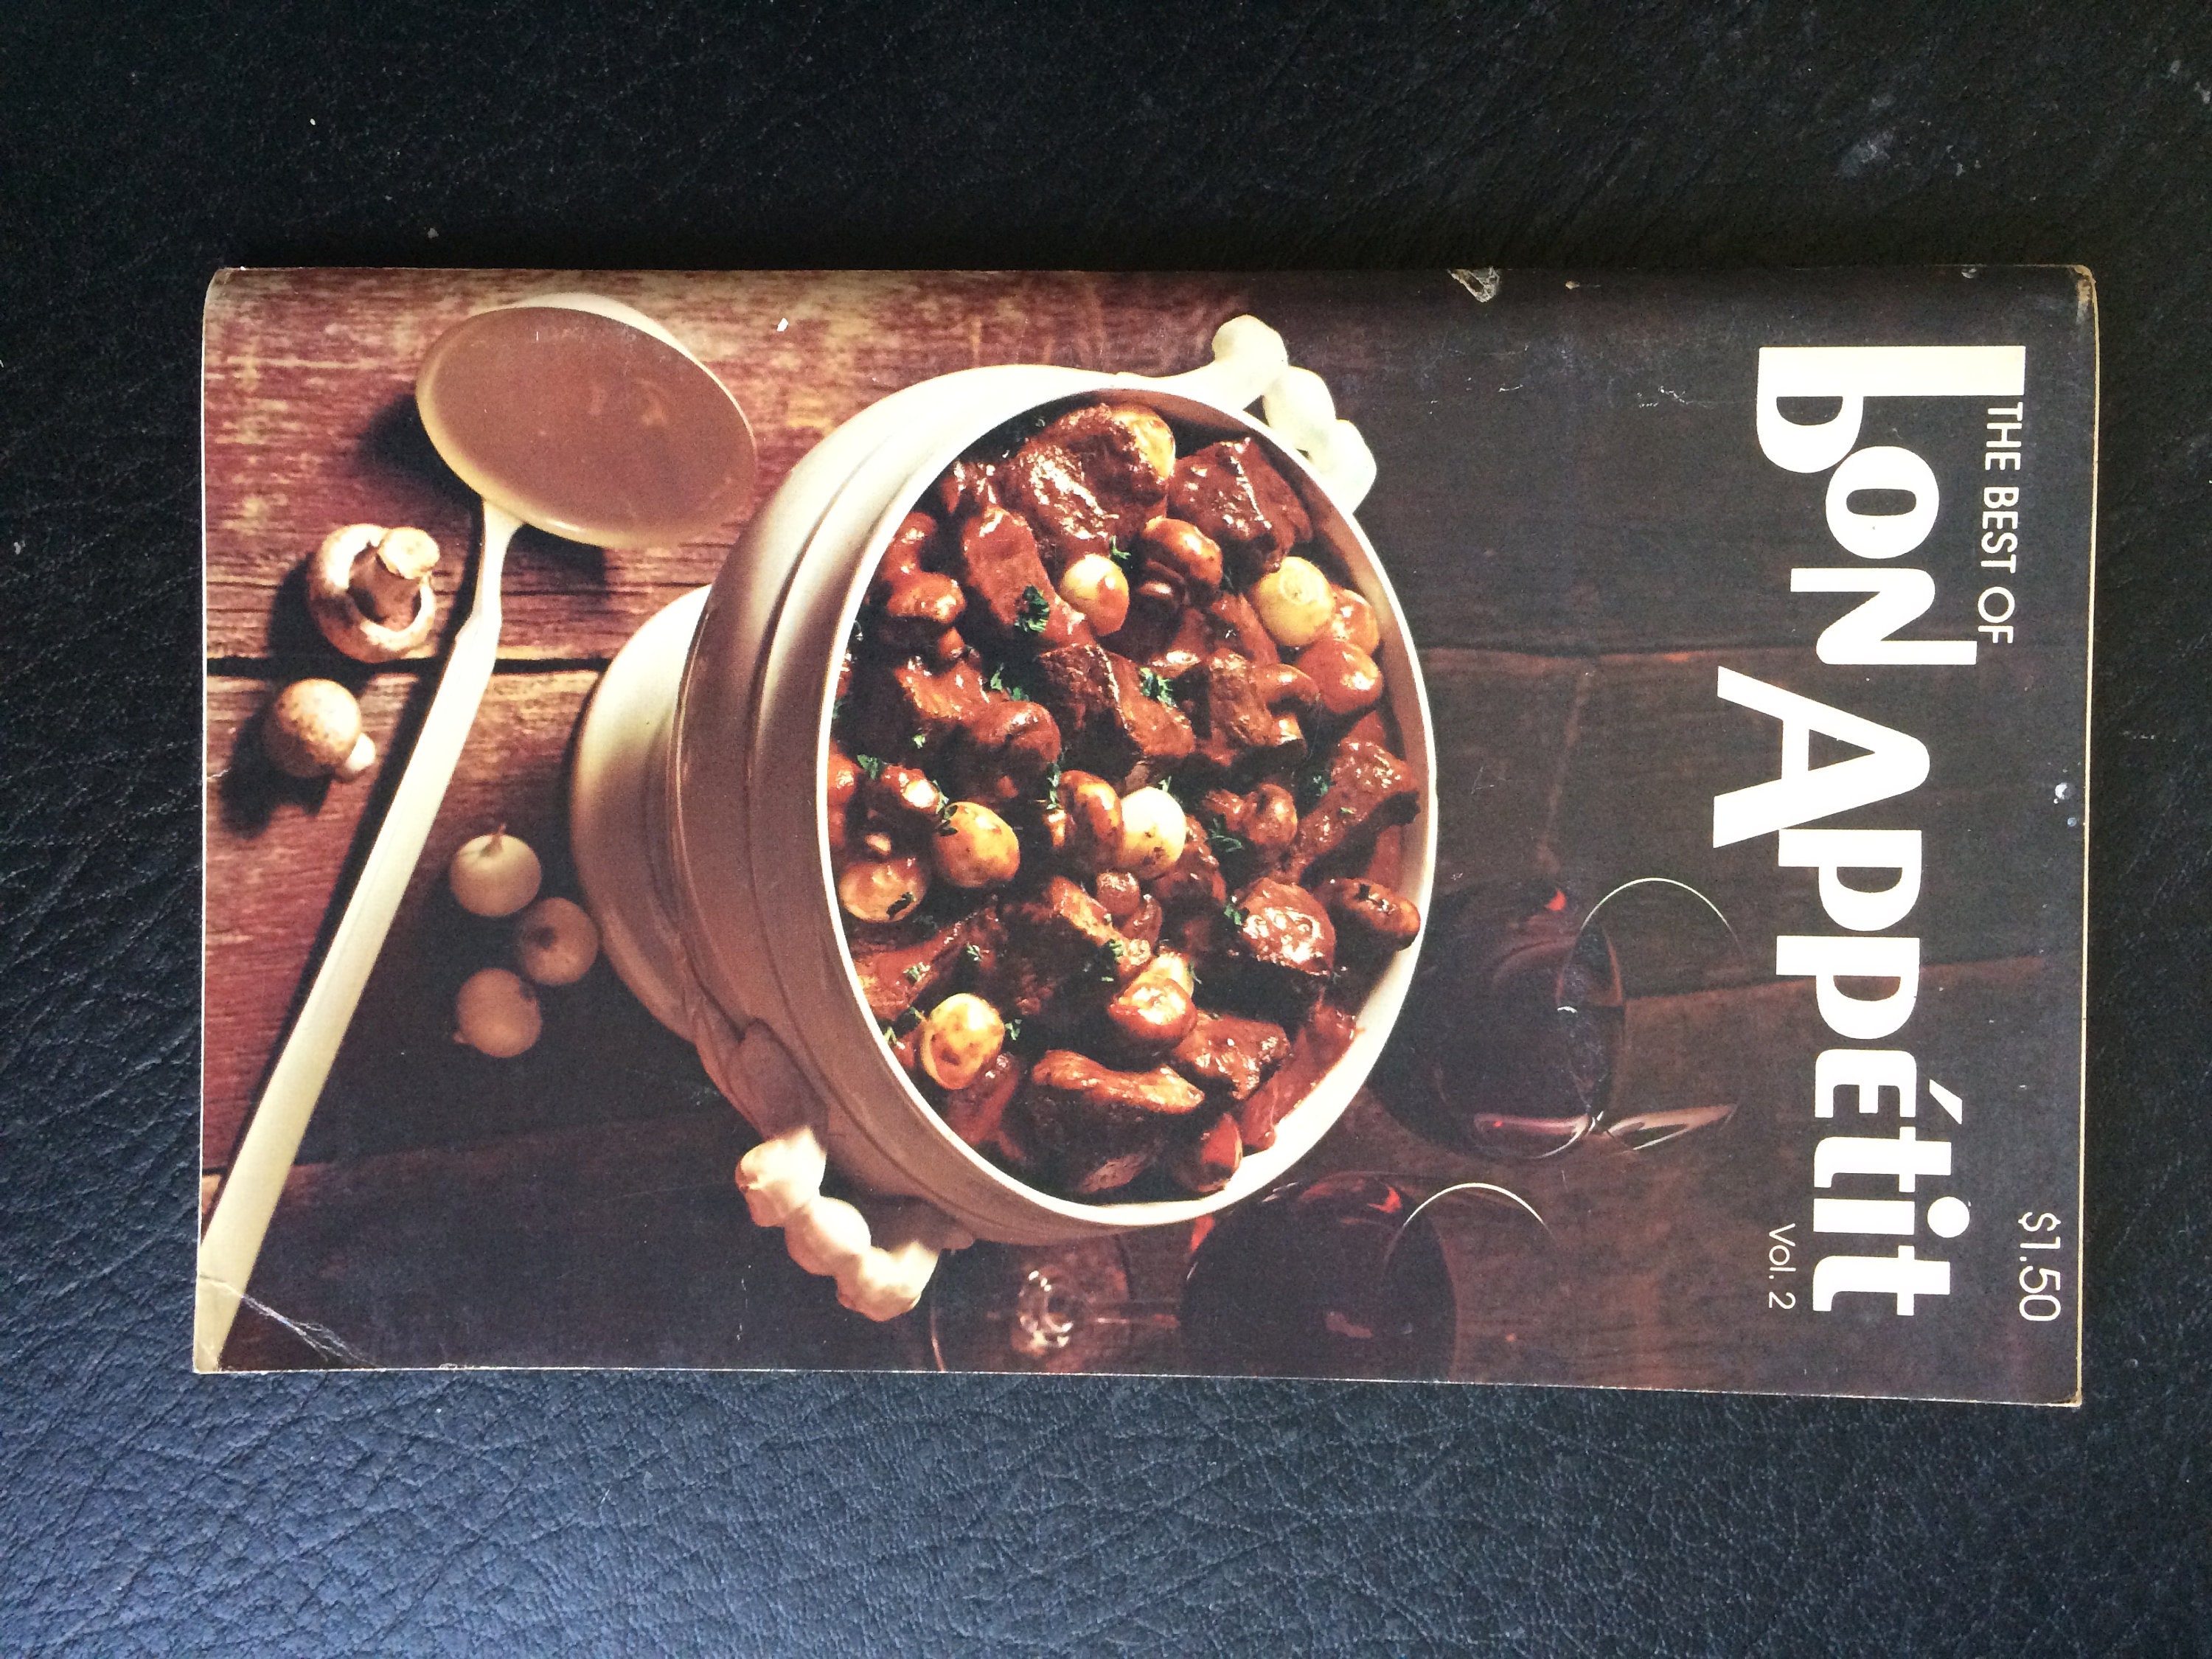 $1.50
THE BEST OF
bon Appétit
Vol. 2